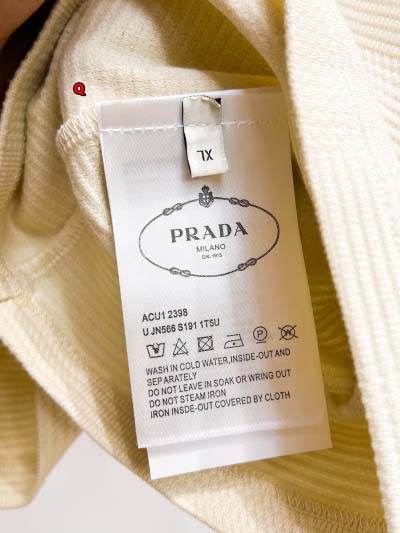 Q
XL
PRADA
MILANO
DAL 1913
ACU1 2398
U JN566 S191 1T5U
WASH IN COLD WATER,INSIDE-OUT AND
SEPARATELY
DO NOT LEAVE IN SOAK OR WRING OUT
DO NOT STEAM IRON
IRON INSIDE-OUT COVERED BY CLOTH